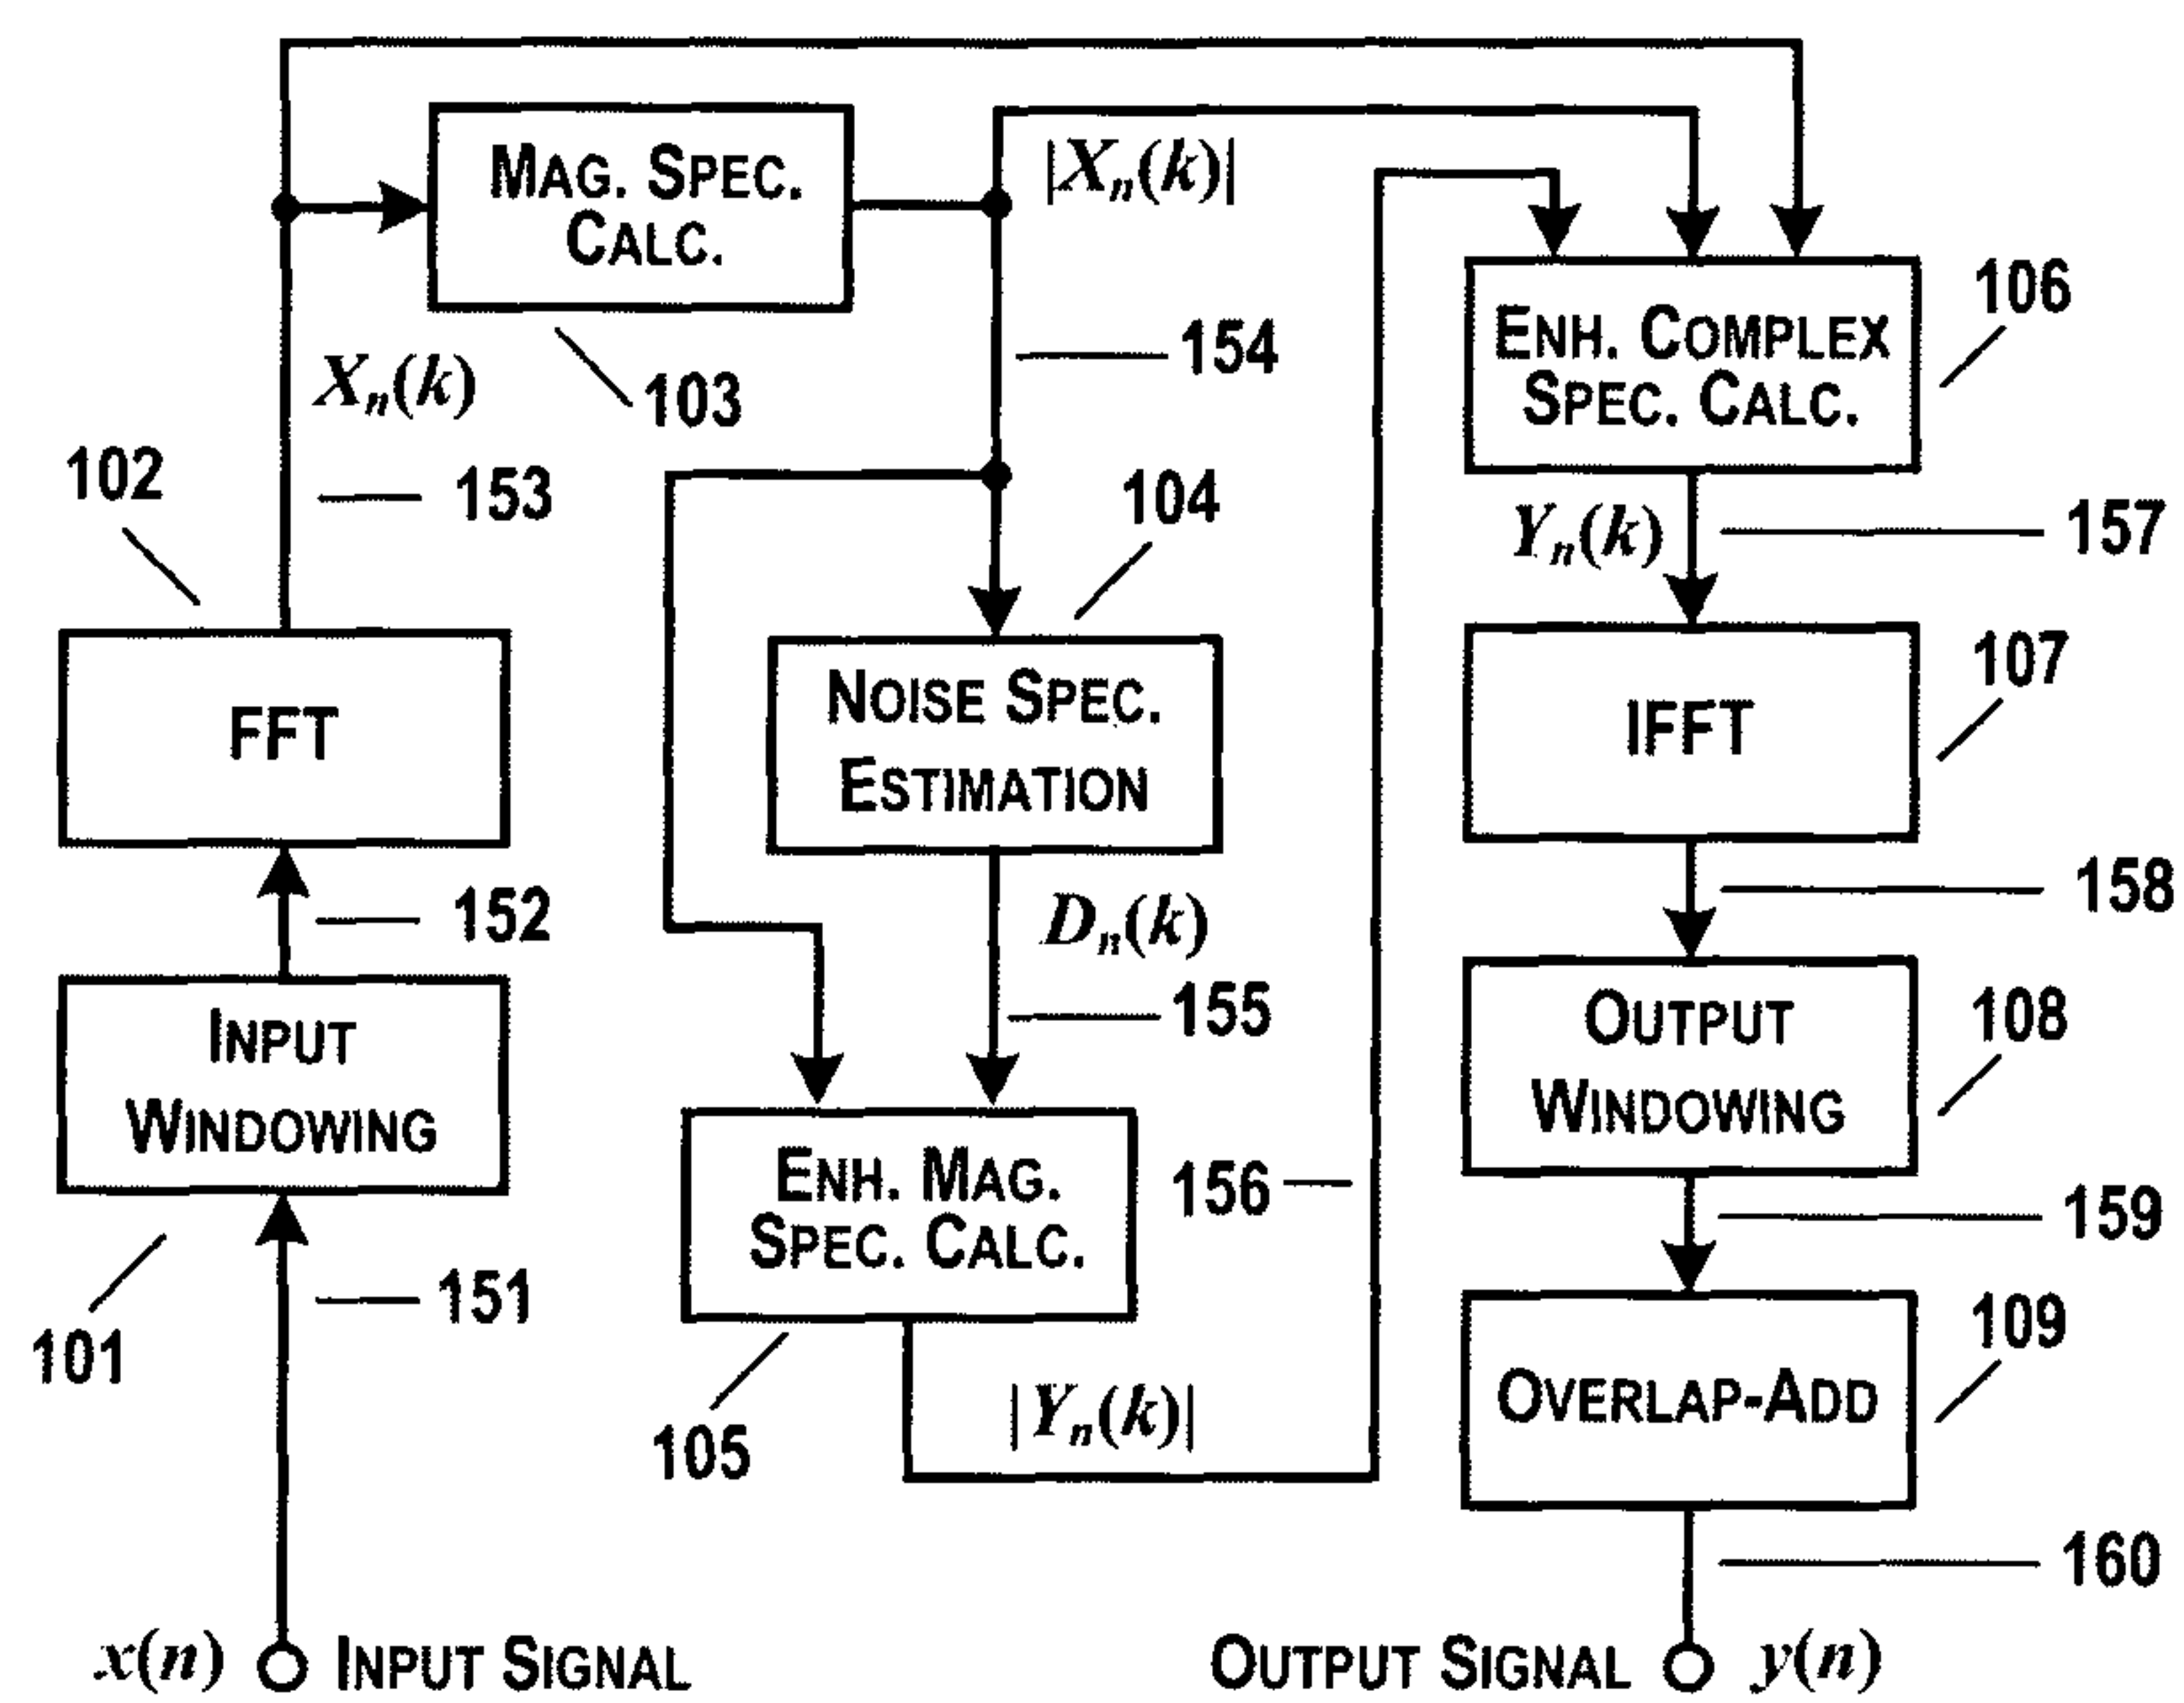 MAG. SPEC.
CALC.
|Xn(k)|
106
ENH. COMPLEX
SPEC. CALC.
154
Xn(k)
103
102
153
104
Yn(k)
157
FFT
NOISE SPEC.
ESTIMATION
IFFT
107
152
Dn(k)
158
INPUT
WINDOWING
155
OUTPUT
WINDOWING
108
ENH. MAG.
SPEC. CALC.
156
159
101
151
105
|Yn(k)|
OVERLAP-ADD
109
160
x(n) INPUT SIGNAL
OUTPUT SIGNAL y(n)